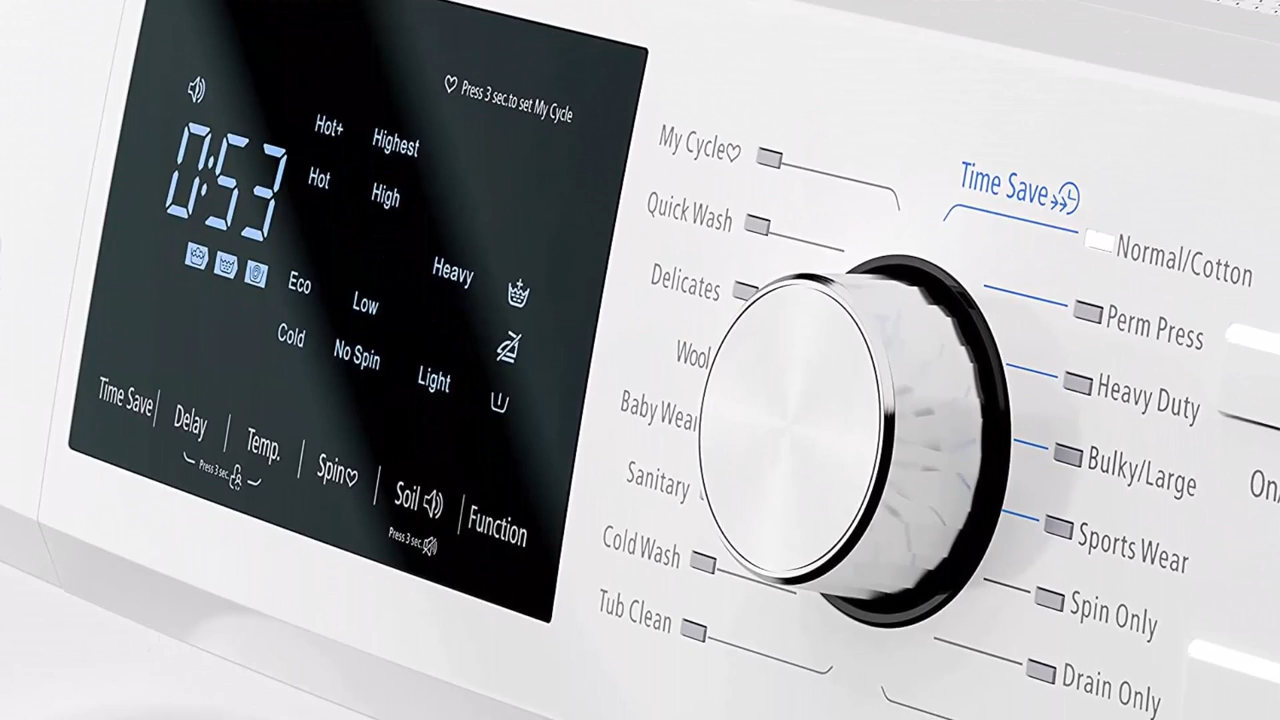 Press 3 sec.to set My Cycle
0:53
Hot+
Highest
Hot
High
Eco
Low
Heavy
Cold
No Spin
Light
Time Save
Delay
Temp.
Spin
Soil
Function
Press 3 sec.
Press 3 sec.
My Cycle
Quick Wash
Delicates
Wool
Baby Wear
Sanitary
Cold Wash
Tub Clean
Time Save
Normal/Cotton
Perm Press
Heavy Duty
Bulky/Large
Sports Wear
Spin Only
Drain Only
On/